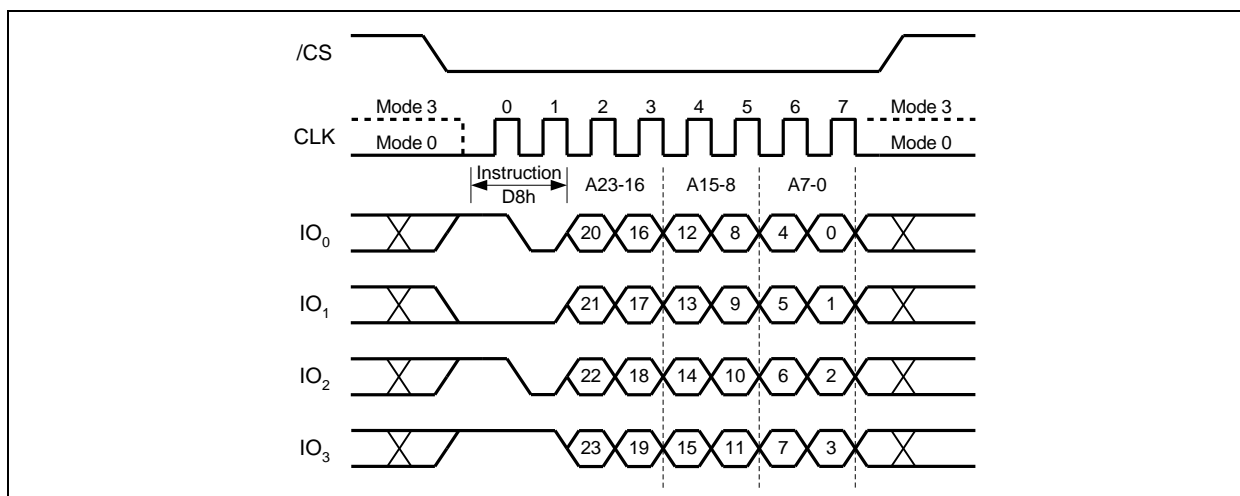 /CS
Mode 3 0 1 2 3 4 5 6 7 Mode 3
CLK
Mode 0 Mode 0
Instruction
D8h A23-16 A15-8 A7-0
IO0 20 16 12 8 4 0
IO1 21 17 13 9 5 1
IO2 22 18 14 10 6 2
IO3 23 19 15 11 7 3